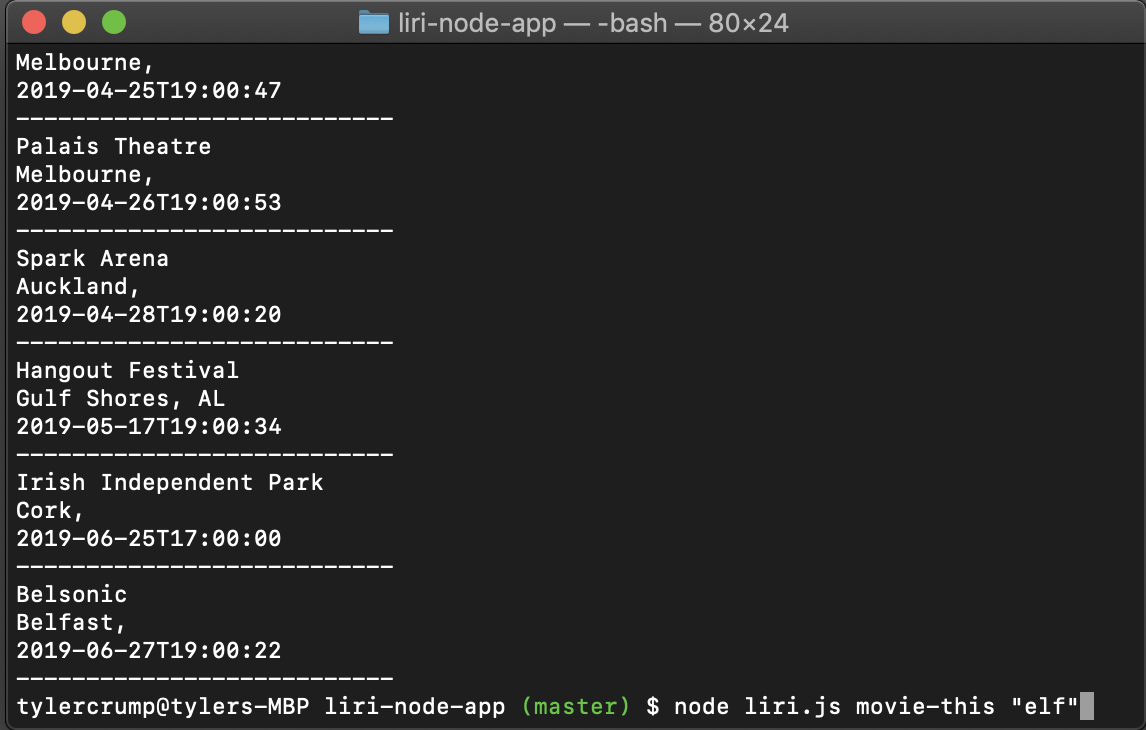 liri-node-app — -bash — 80×24
Melbourne,
2019-04-25T19:00:47
---------------------------
Palais Theatre
Melbourne,
2019-04-26T19:00:53
---------------------------
Spark Arena
Auckland,
2019-04-28T19:00:20
---------------------------
Hangout Festival
Gulf Shores, AL
2019-05-17T19:00:34
---------------------------
Irish Independent Park
Cork,
2019-06-25T17:00:00
---------------------------
Belsonic
Belfast,
2019-06-27T19:00:22
---------------------------
tylercrump@tylers-MBP liri-node-app (master) $ node liri.js movie-this "elf"